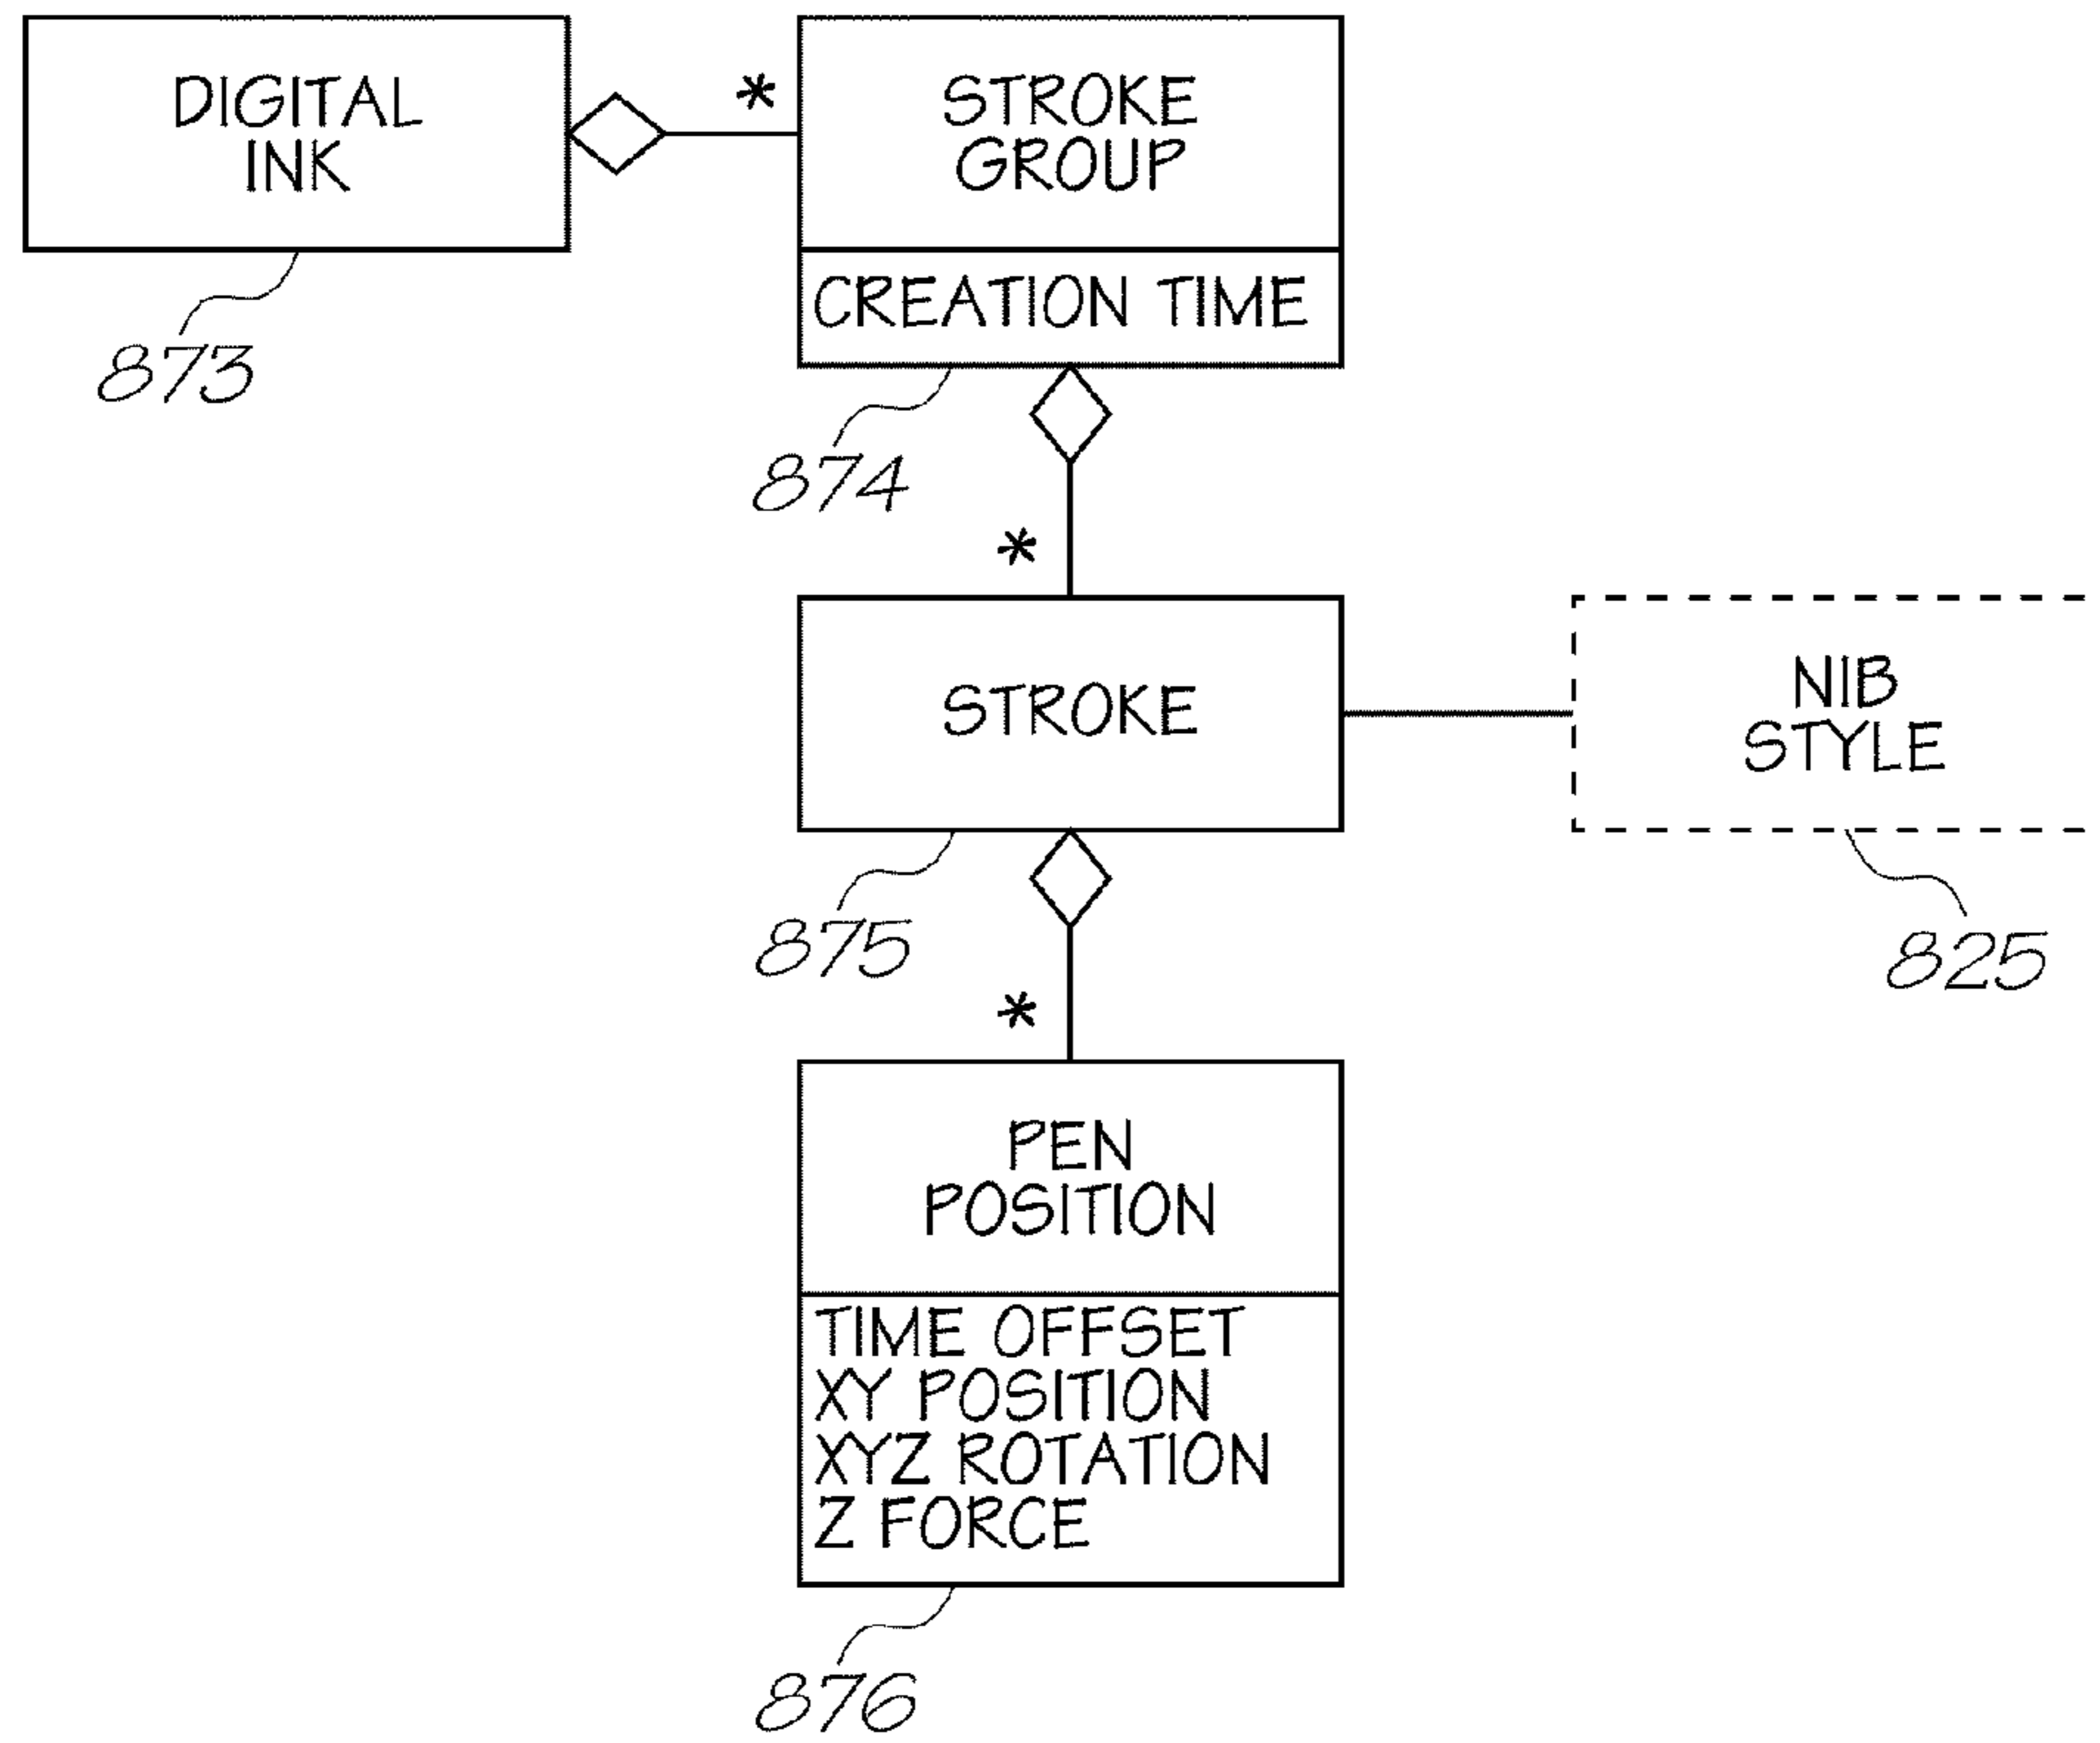 DIGITAL
INK
*
STROKE
GROUP
CREATION TIME
873
874
*
STROKE
NIB
STYLE
875
825
*
PEN
POSITION
TIME OFFSET
XY POSITION
XYZ ROTATION
Z FORCE
876